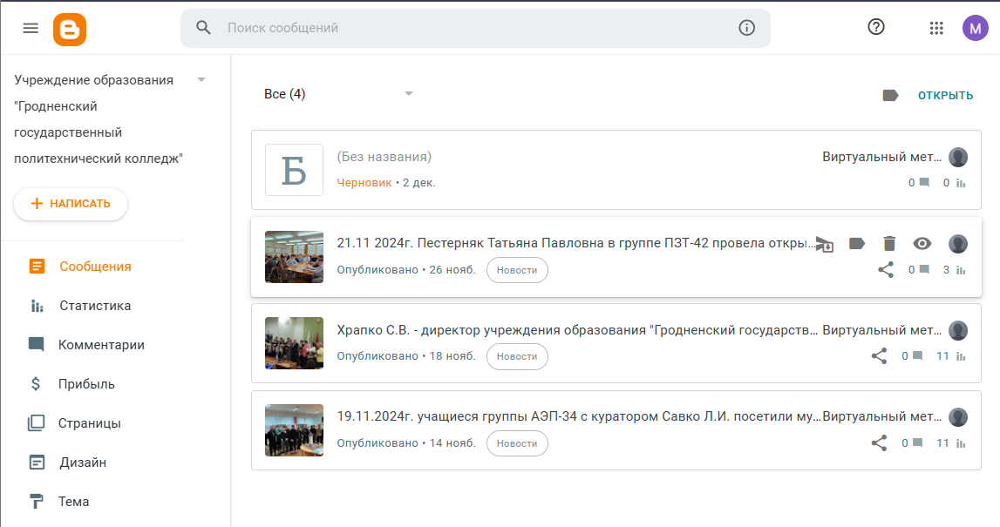 Поиск сообщений
M
Учреждение образования
"Гродненский
государственный
политехнический колледж"
НАПИСАТЬ
Сообщения
Статистика
Комментарии
Прибыль
Страницы
Дизайн
Тема
Все (4)
ОТКРЫТЬ
Б
(Без названия)
Виртуальный мет...
Черновик • 2 дек.
0 0
21.11 2024г. Пестерняк Татьяна Павловна в группе ПЗТ-42 провела откры...
Опубликовано • 26 нояб. Новости
0 3
Храпко С.В. - директор учреждения образования "Гродненский государств... Виртуальный мет...
Опубликовано • 18 нояб. Новости
0 11
19.11.2024г. учащиеся группы АЭП-34 с куратором Савко Л.И. посетили му... Виртуальный мет...
Опубликовано • 14 нояб. Новости
0 11